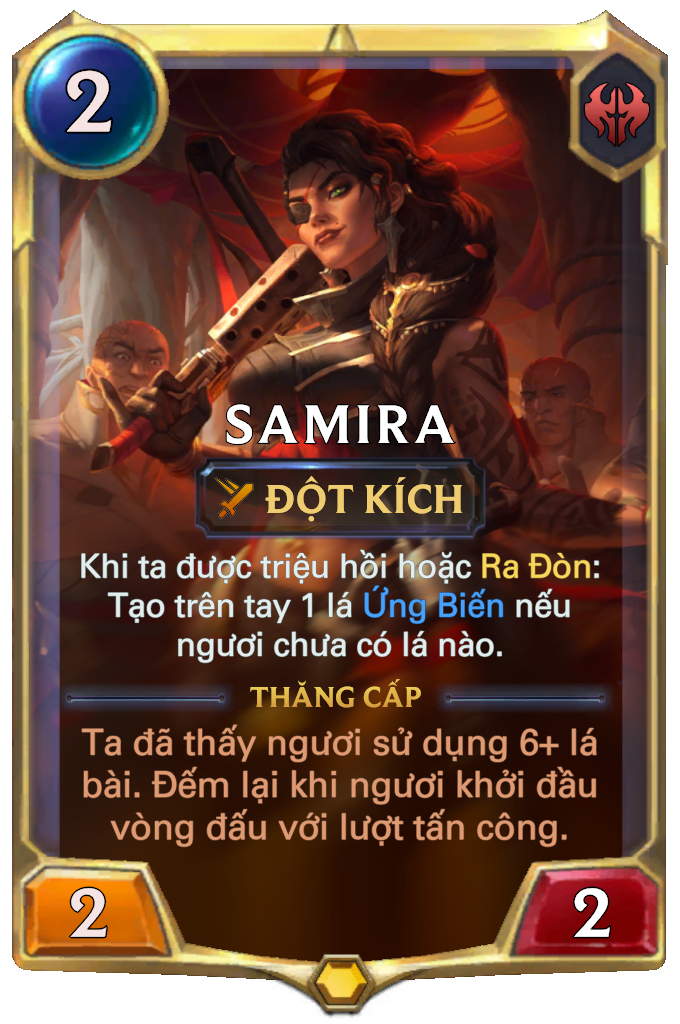 2
SAMIRA
ĐỘT KÍCH
Khi ta được triệu hồi hoặc Ra Đòn:
Tạo trên tay 1 lá Ứng Biến nếu
ngươi chưa có lá nào.
THĂNG CẤP
Ta đã thấy ngươi sử dụng 6+ lá
bài. Đếm lại khi ngươi khởi đầu
vòng đấu với lượt tấn công.
2 2